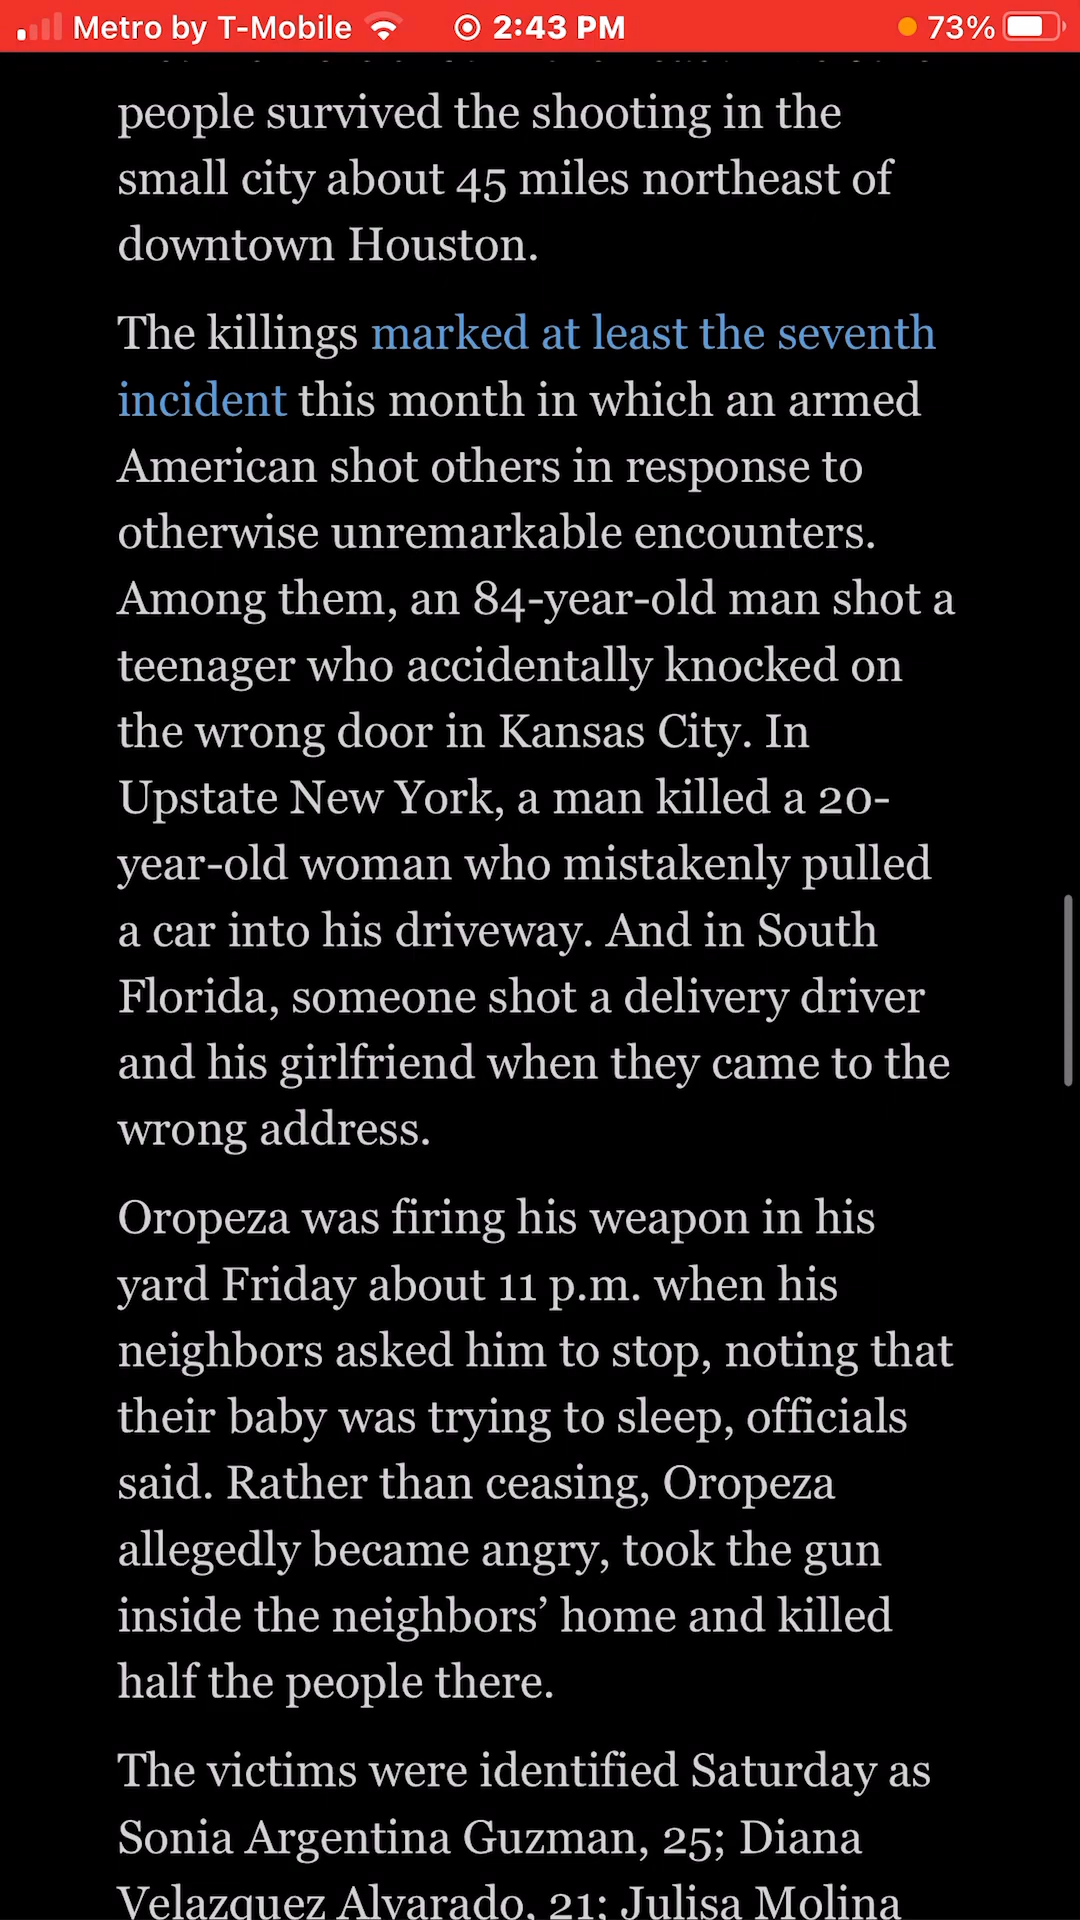 Metro by T-Mobile 2:43 PM 73%
people survived the shooting in the
small city about 45 miles northeast of
downtown Houston.
The killings marked at least the seventh
incident this month in which an armed
American shot others in response to
otherwise unremarkable encounters.
Among them, an 84-year-old man shot a
teenager who accidentally knocked on
the wrong door in Kansas City. In
Upstate New York, a man killed a 20-
year-old woman who mistakenly pulled
a car into his driveway. And in South
Florida, someone shot a delivery driver
and his girlfriend when they came to the
wrong address.
Oropeza was firing his weapon in his
yard Friday about 11 p.m. when his
neighbors asked him to stop, noting that
their baby was trying to sleep, officials
said. Rather than ceasing, Oropeza
allegedly became angry, took the gun
inside the neighbors’ home and killed
half the people there.
The victims were identified Saturday as
Sonia Argentina Guzman, 25; Diana
Velazquez Alvarado, 21; Julisa Molina